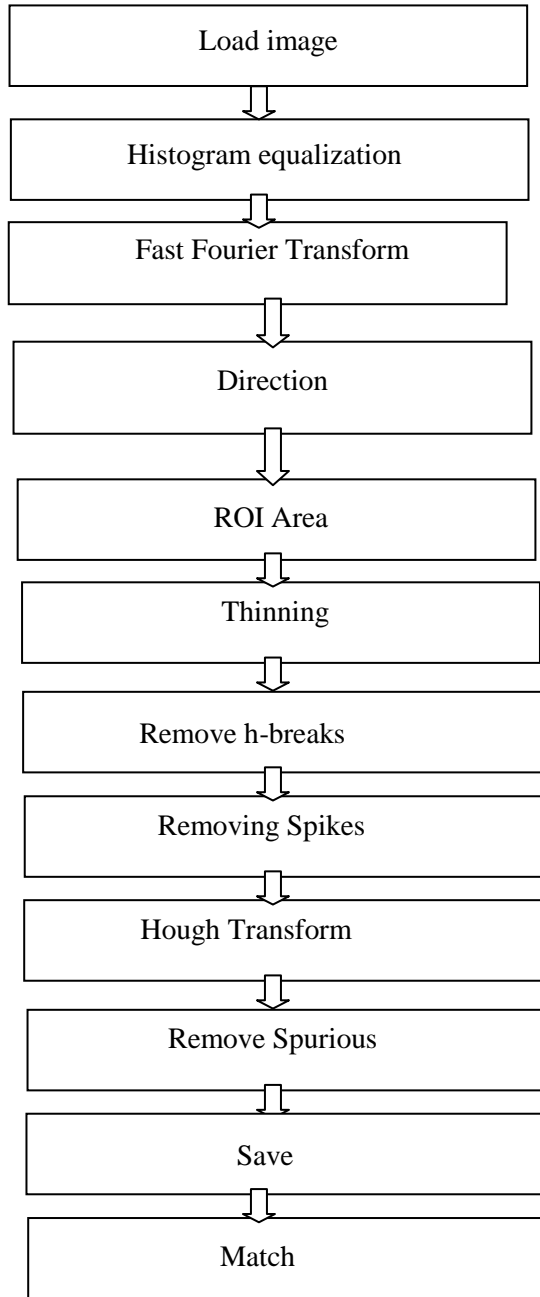 Load image
Histogram equalization
Fast Fourier Transform
Direction
ROI Area
Thinning
Remove h-breaks
Removing Spikes
Hough Transform
Remove Spurious
Save
Match